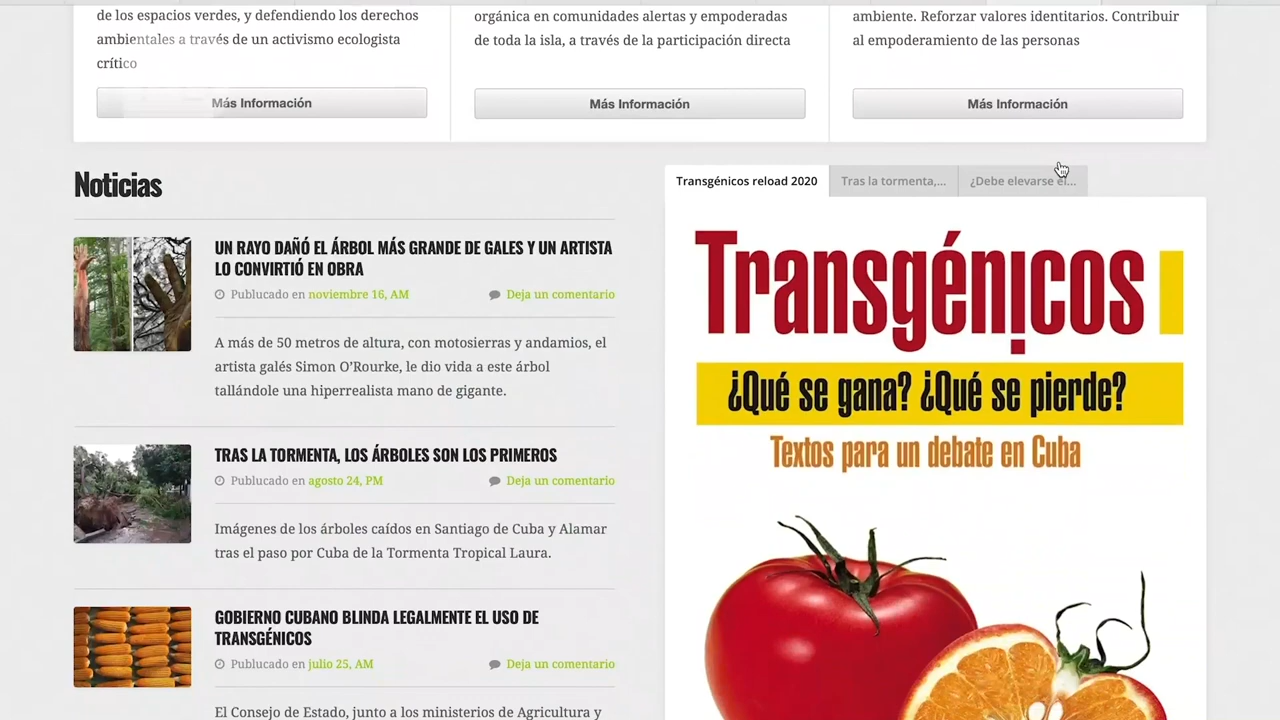 de los espacios verdes, y defendiendo los derechos
ambientales a través de un activismo ecologista
crítico
Más Información
orgánica en comunidades alertas y empoderadas
de toda la isla, a través de la participación directa
Más Información
ambiente. Reforzar valores identitarios. Contribuir
al empoderamiento de las personas
Más Información
Noticias
UN RAYO DAÑÓ EL ÁRBOL MÁS GRANDE DE GALES Y UN ARTISTA
LO CONVIRTIÓ EN OBRA
Publucado en noviembre 16, AM
Deja un comentario
A más de 50 metros de altura, con motosierras y andamios, el
artista galés Simon O'Rourke, le dio vida a este árbol
tallándole una hiperrealista mano de gigante.
TRAS LA TORMENTA, LOS ÁRBOLES SON LOS PRIMEROS
Publucado en agosto 24, PM
Deja un comentario
Imágenes de los árboles caídos en Santiago de Cuba y Alamar
tras el paso por Cuba de la Tormenta Tropical Laura.
GOBIERNO CUBANO BLINDA LEGALMENTE EL USO DE
TRANSGÉNICOS
Publucado en julio 25, AM
Deja un comentario
El Consejo de Estado, junto a los ministerios de Agricultura y
Transgénicos reload 2020
Tras la tormenta,...
¿Debe elevarse el...
Transgénicos
¿Qué se gana? ¿Qué se pierde?
Textos para un debate en Cuba